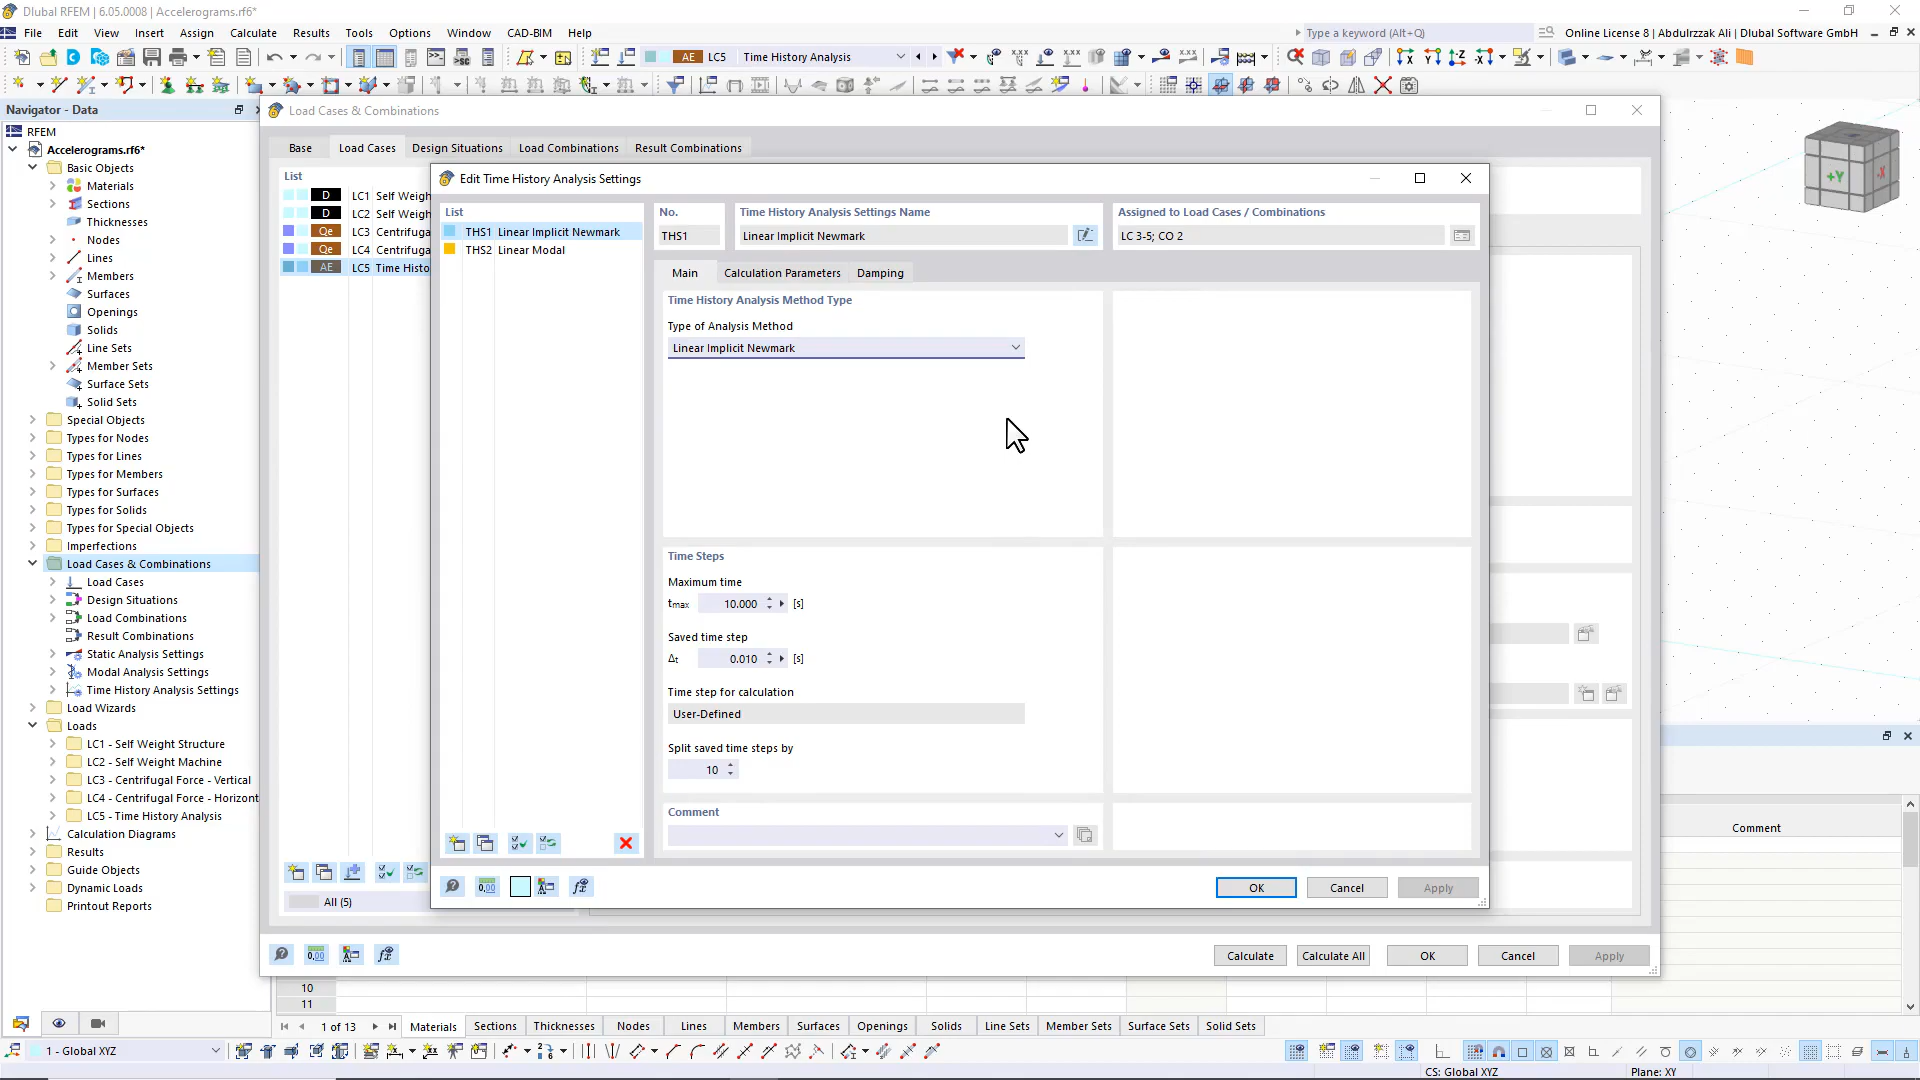 Dlubal RFEM | 6.05.0008 | Accelerograms.rf6*
File Edit View Insert Assign Calculate Results Tools Options Window CAD-BIM Help
Type a keyword (Alt+Q)
Online License 8 | Abdulrzzak Ali | Dlubal Software GmbH
AE LC5 Time History Analysis
Navigator - Data
RFEM
Accelerograms.rf6*
Basic Objects
Materials
Sections
Thicknesses
Nodes
Lines
Members
Surfaces
Openings
Solids
Line Sets
Member Sets
Surface Sets
Solid Sets
Special Objects
Types for Nodes
Types for Lines
Types for Members
Types for Surfaces
Types for Solids
Types for Special Objects
Imperfections
Load Cases & Combinations
Load Cases
Design Situations
Load Combinations
Result Combinations
Static Analysis Settings
Modal Analysis Settings
Time History Analysis Settings
Load Wizards
Loads
LC1 - Self Weight Structure
LC2 - Self Weight Machine
LC3 - Centrifugal Force - Vertical
LC4 - Centrifugal Force - Horizont
LC5 - Time History Analysis
Calculation Diagrams
Results
Guide Objects
Dynamic Loads
Printout Reports
Load Cases & Combinations
Base Load Cases Design Situations Load Combinations Result Combinations
List
D LC1 Self Weigh
D LC2 Self Weigh
Qe LC3 Centrifuga
Qe LC4 Centrifuga
AE LC5 Time Histo
All (5)
Edit Time History Analysis Settings
List
THS1 Linear Implicit Newmark
THS2 Linear Modal
No.
THS1
Time History Analysis Settings Name
Linear Implicit Newmark
Assigned to Load Cases / Combinations
LC 3-5; CO 2
Main Calculation Parameters Damping
Time History Analysis Method Type
Type of Analysis Method
Linear Implicit Newmark
Time Steps
Maximum time
tmax 10.000 [s]
Saved time step
Δt 0.010 [s]
Time step for calculation
User-Defined
Split saved time steps by
10
Comment
OK Cancel Apply
Calculate Calculate All OK Cancel Apply
Comment
10
11
1 of 13 Materials Sections Thicknesses Nodes Lines Members Surfaces Openings Solids Line Sets Member Sets Surface Sets Solid Sets
1 - Global XYZ
CS: Global XYZ Plane: XY
+Y -X